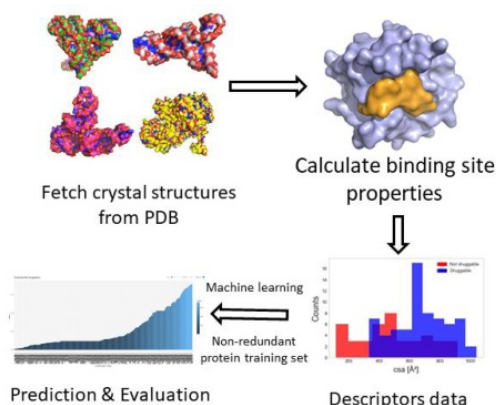 Fetch crystal structures
from PDB
Calculate binding site
properties
Not druggable
Druggable
Counts
csa [Å²]
Descriptors data
Machine learning
Non-redundant
protein training set
Prediction & Evaluation